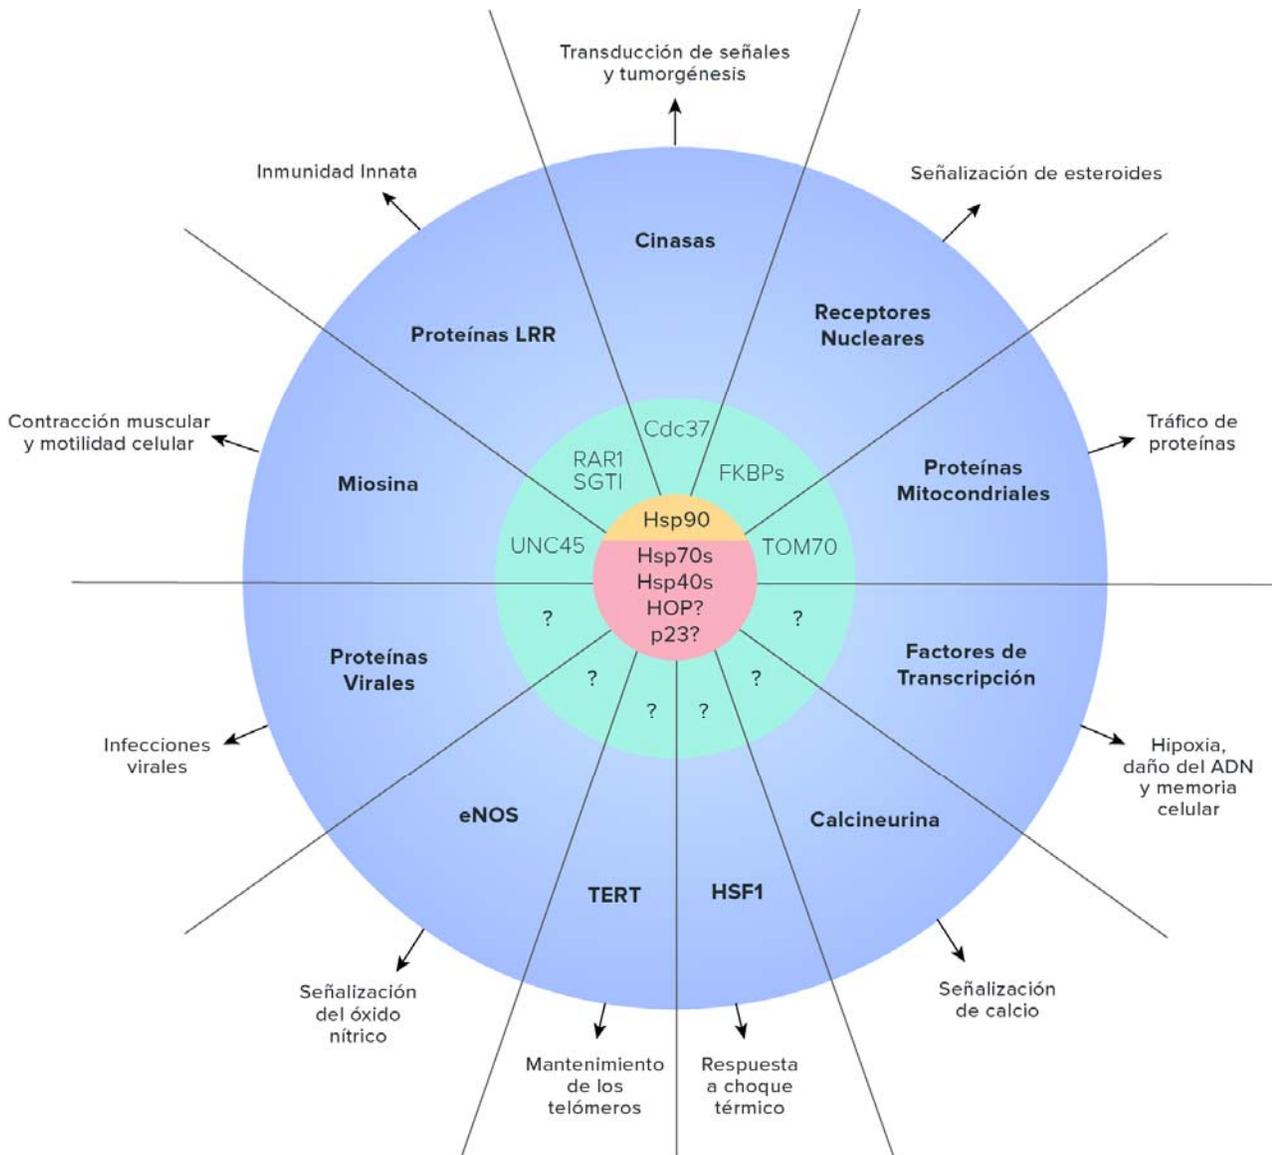 Transducción de señales
y tumorgénesis
Inmunidad Innata
Señalización de esteroides
Cinasas
Receptores
Nucleares
Proteínas LRR
Contracción muscular
y motilidad celular
Tráfico de
proteínas
Cdc37
RAR1
SGTI
FKBPs
Proteínas
Mitocondriales
Miosina
Hsp90
UNC45
TOM70
Hsp70s
Hsp40s
HOP?
p23?
?
?
?
?
?
?
Proteínas
Virales
Factores de
Transcripción
Infecciones
virales
Hipoxia,
daño del ADN
y memoria
celular
eNOS
Calcineurina
TERT
HSF1
Señalización
del óxido
nítrico
Señalización
de calcio
Mantenimiento
de los
telómeros
Respuesta
a choque
térmico